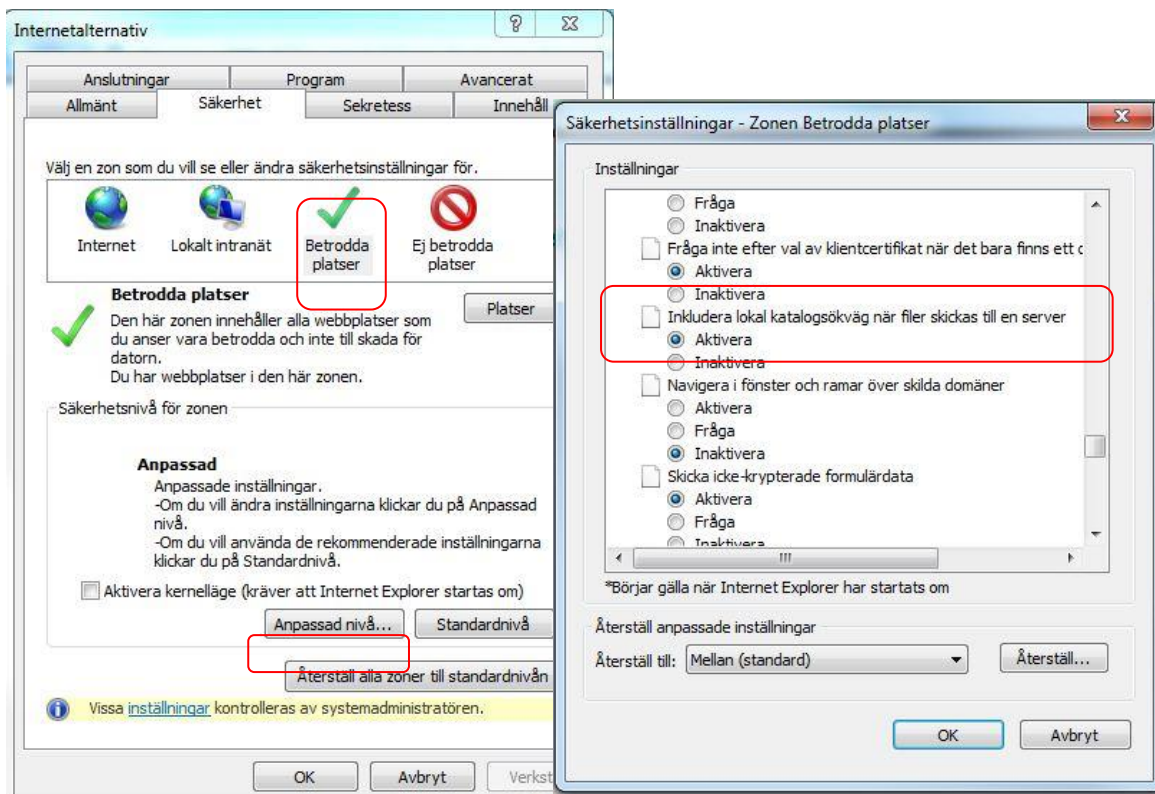 Internetalternativ
Anslutningar Program Avancerat
Allmänt Säkerhet Sekretess Innehåll
Välj en zon som du vill se eller ändra säkerhetsinställningar för.
Internet Lokalt intranät Betrodda platser Ej betrodda platser
Betrodda platser
Platser
Den här zonen innehåller alla webbplatser som
du anser vara betrodda och inte till skada för
datorn.
Du har webbplatser i den här zonen.
Säkerhetsnivå för zonen
Anpassad
Anpassade inställningar.
-Om du vill ändra inställningarna klickar du på Anpassad
nivå.
-Om du vill använda de rekommenderade inställningarna
klickar du på Standardnivå.
Aktivera kernelläge (kräver att Internet Explorer startas om)
Anpassad nivå... Standardnivå
Återställ alla zoner till standardnivån
Vissa inställningar kontrolleras av systemadministratören.
OK Avbryt Verkst
Säkerhetsinställningar - Zonen Betrodda platser
Inställningar
Fråga
Inaktivera
Fråga inte efter val av klientcertifikat när det bara finns ett c
Aktivera
Inaktivera
Inkludera lokal katalogsökväg när filer skickas till en server
Aktivera
Inaktivera
Navigera i fönster och ramar över skilda domäner
Aktivera
Fråga
Inaktivera
Skicka icke-krypterade formulärdata
Aktivera
Fråga
Inaktivera
*Börjar gälla när Internet Explorer har startats om
Återställ anpassade inställningar
Återställ till: Mellan (standard) Återställ...
OK Avbryt